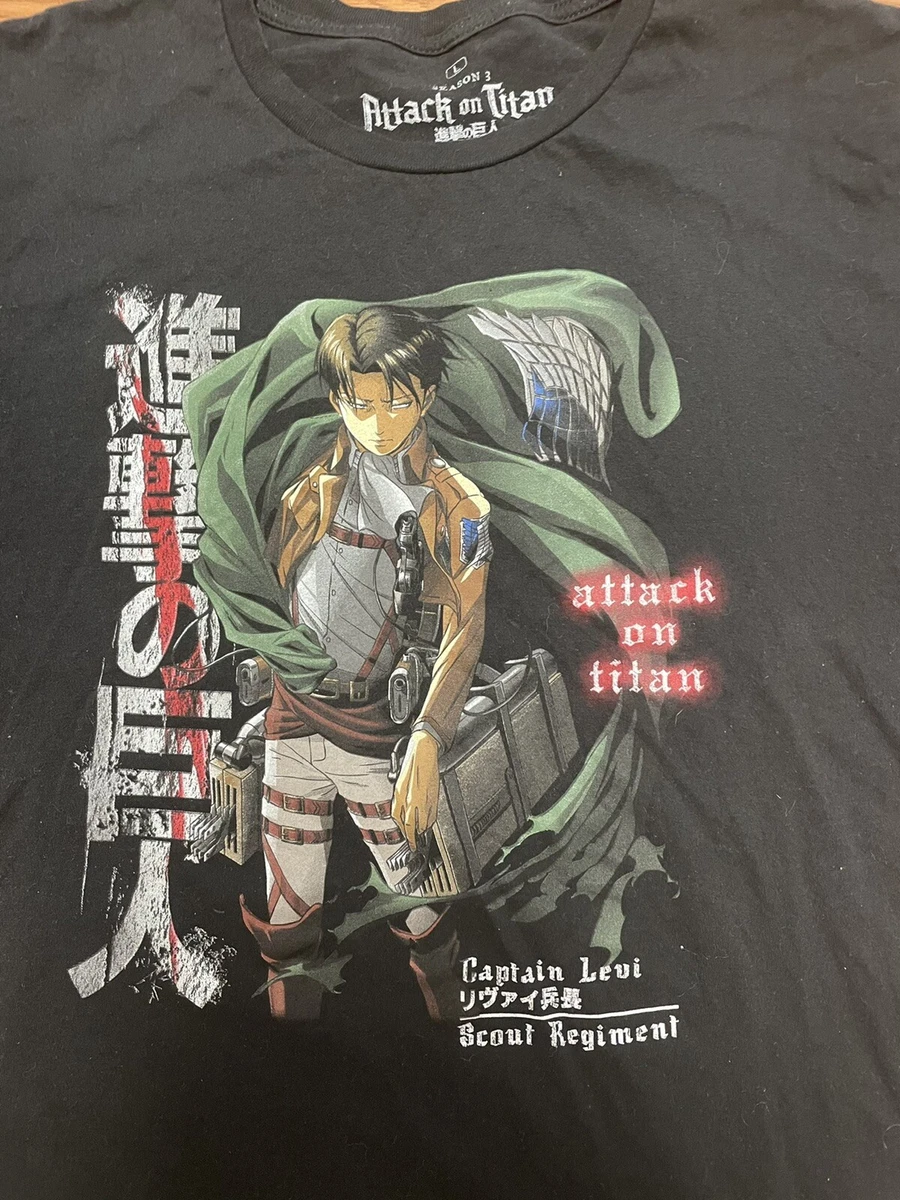 L
SEASON 3
Attack on Titan
進撃の巨人
進撃の巨人
attack
on
titan
Captain Levi
リヴァイ兵長
Scout Regiment